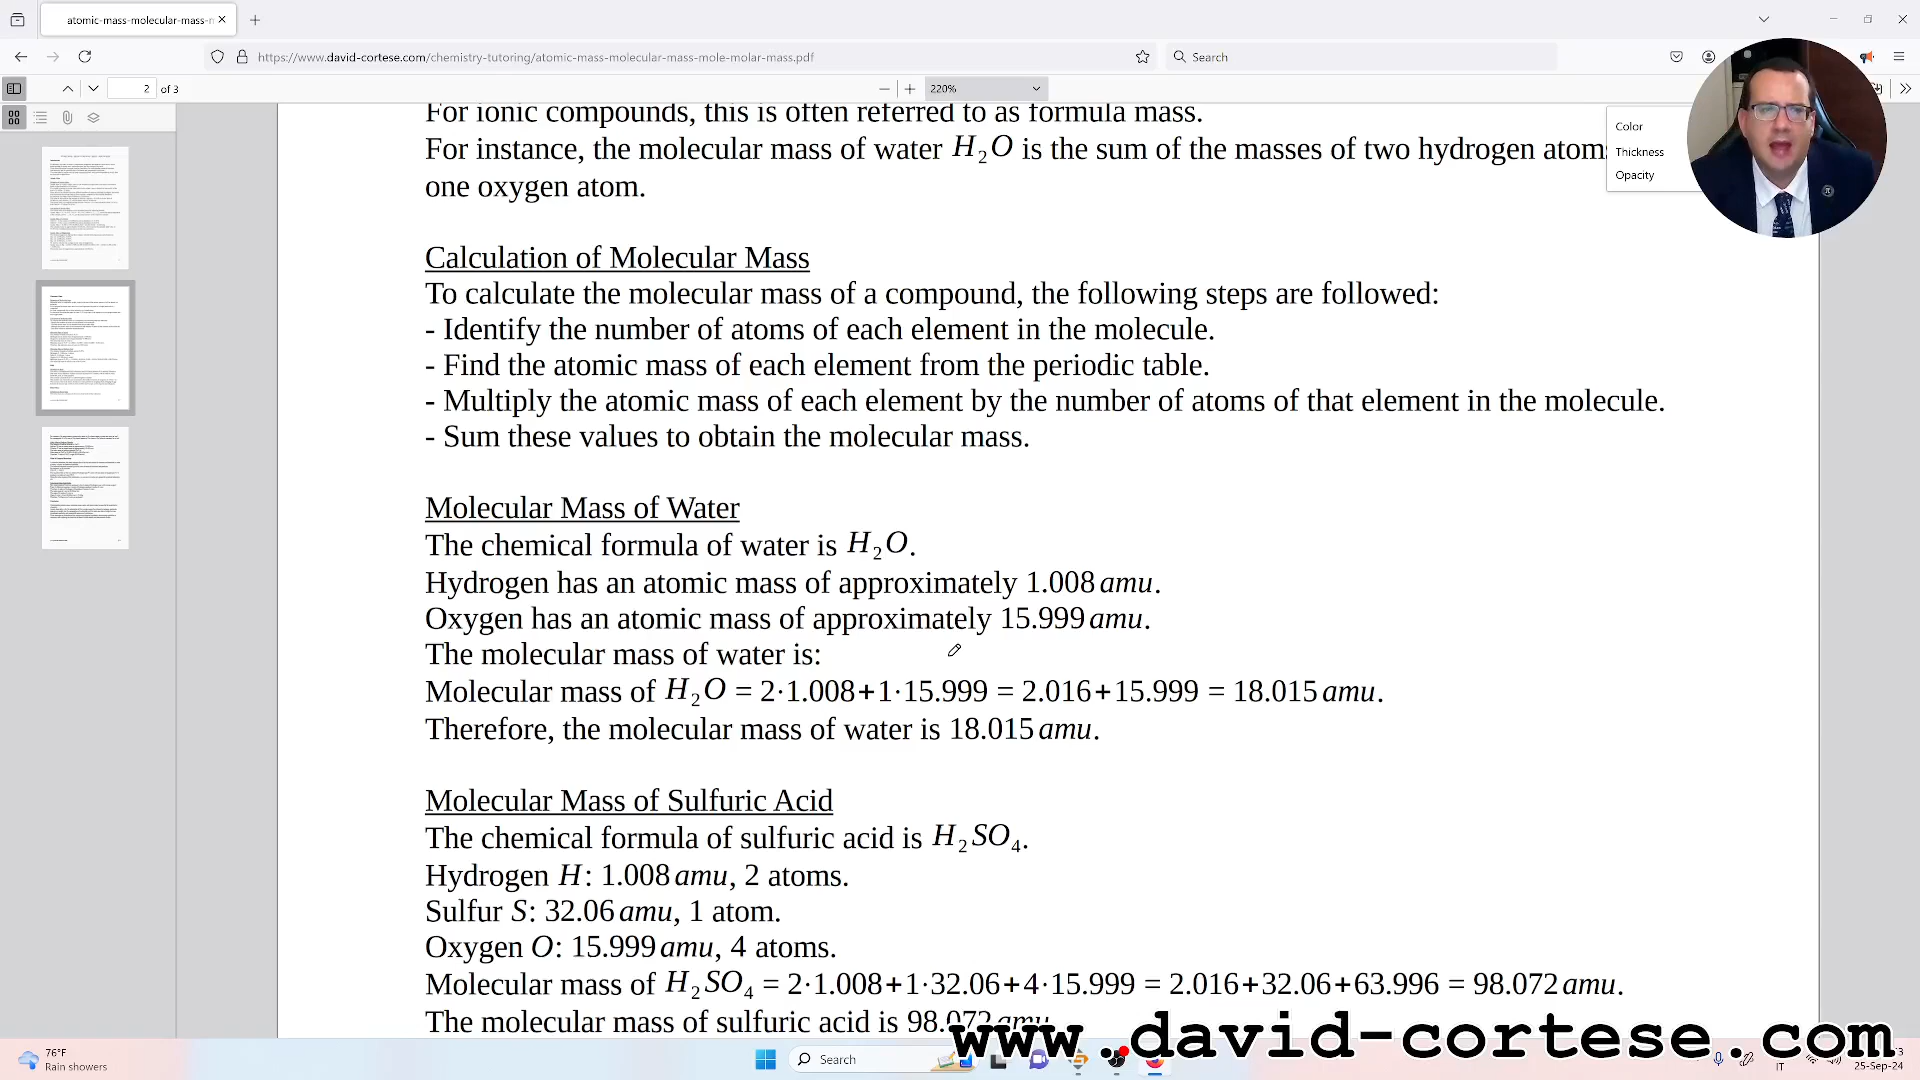 atomic-mass-molecular-mass-
https://www.david-cortese.com/chemistry-tutoring/atomic-mass-molecular-mass-mole-molar-mass.pdf
Search
2 of 3
220%
Color
Thickness
Opacity
For ionic compounds, this is often referred to as formula mass.
For instance, the molecular mass of water H₂O is the sum of the masses of two hydrogen atoms
one oxygen atom.
Calculation of Molecular Mass
To calculate the molecular mass of a compound, the following steps are followed:
- Identify the number of atoms of each element in the molecule.
- Find the atomic mass of each element from the periodic table.
- Multiply the atomic mass of each element by the number of atoms of that element in the molecule.
- Sum these values to obtain the molecular mass.
Molecular Mass of Water
The chemical formula of water is H₂O.
Hydrogen has an atomic mass of approximately 1.008 amu.
Oxygen has an atomic mass of approximately 15.999 amu.
The molecular mass of water is:
Molecular mass of H₂O = 2·1.008+1·15.999 = 2.016+15.999 = 18.015 amu.
Therefore, the molecular mass of water is 18.015 amu.
Molecular Mass of Sulfuric Acid
The chemical formula of sulfuric acid is H₂SO₄.
Hydrogen H: 1.008 amu, 2 atoms.
Sulfur S: 32.06 amu, 1 atom.
Oxygen O: 15.999 amu, 4 atoms.
Molecular mass of H₂SO₄ = 2·1.008+1·32.06+4·15.999 = 2.016+32.06+63.996 = 98.072 amu.
The molecular mass of sulfuric acid is 98.072 amu.
www.david-cortese.com
76°F
Rain showers
Search
IT
25-Sep-24